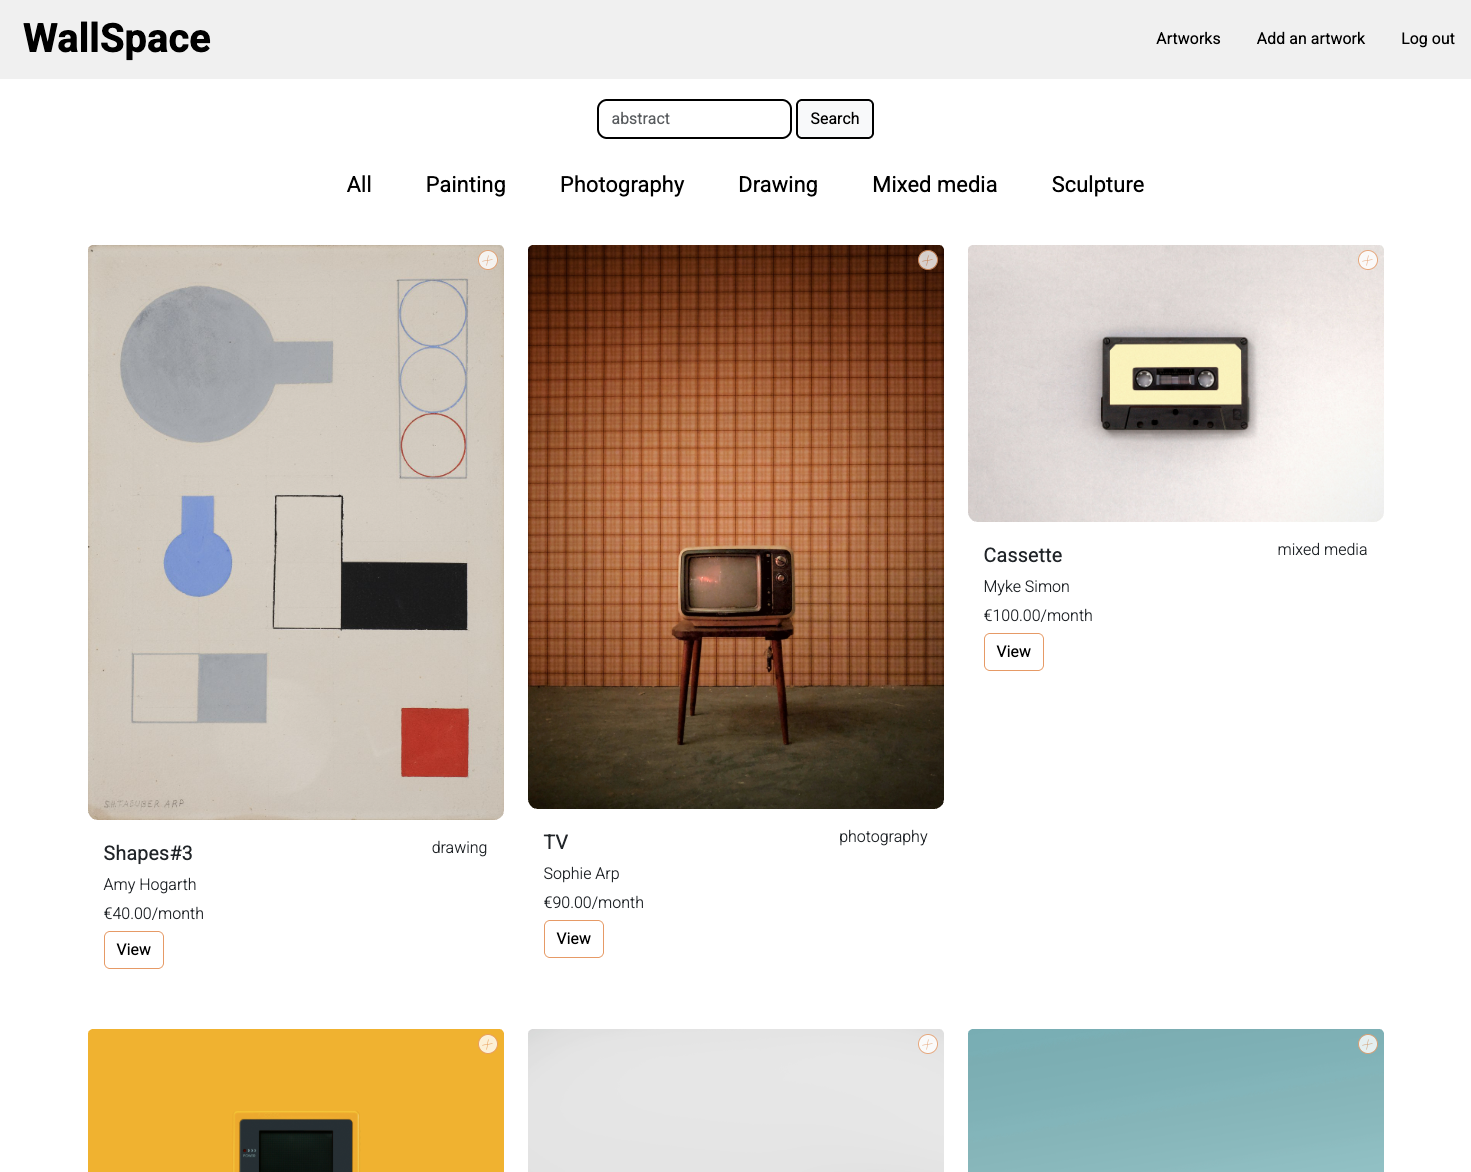 WallSpace
Artworks Add an artwork Log out
abstract Search
All Painting Photography Drawing Mixed media Sculpture
SH.TAEUBER.ARP
Shapes#3 drawing
Amy Hogarth
€40.00/month
View
TV photography
Sophie Arp
€90.00/month
View
Cassette mixed media
Myke Simon
€100.00/month
View